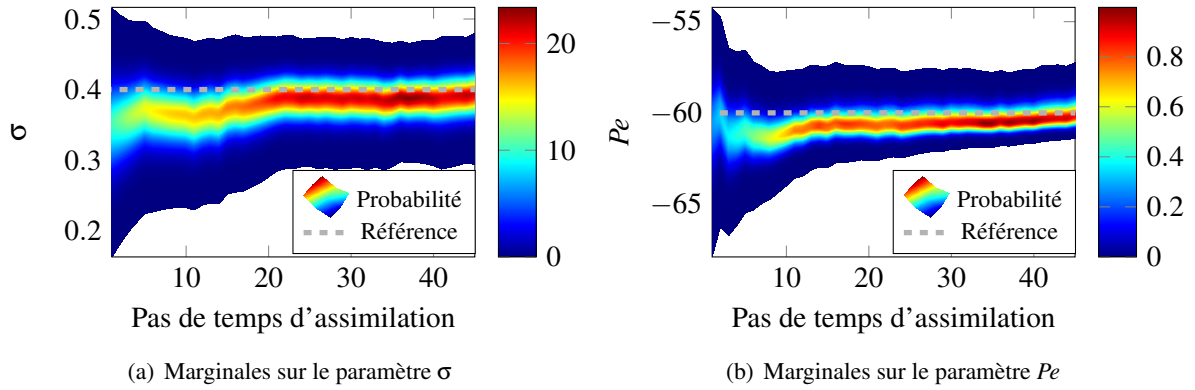 0.5
0.4
0.3
0.2
σ
10
20
30
40
Pas de temps d'assimilation
Probabilité
Référence
20
10
0
(a) Marginales sur le paramètre σ
−55
−60
−65
Pe
10
20
30
40
Pas de temps d'assimilation
Probabilité
Référence
0.8
0.6
0.4
0.2
0
(b) Marginales sur le paramètre Pe